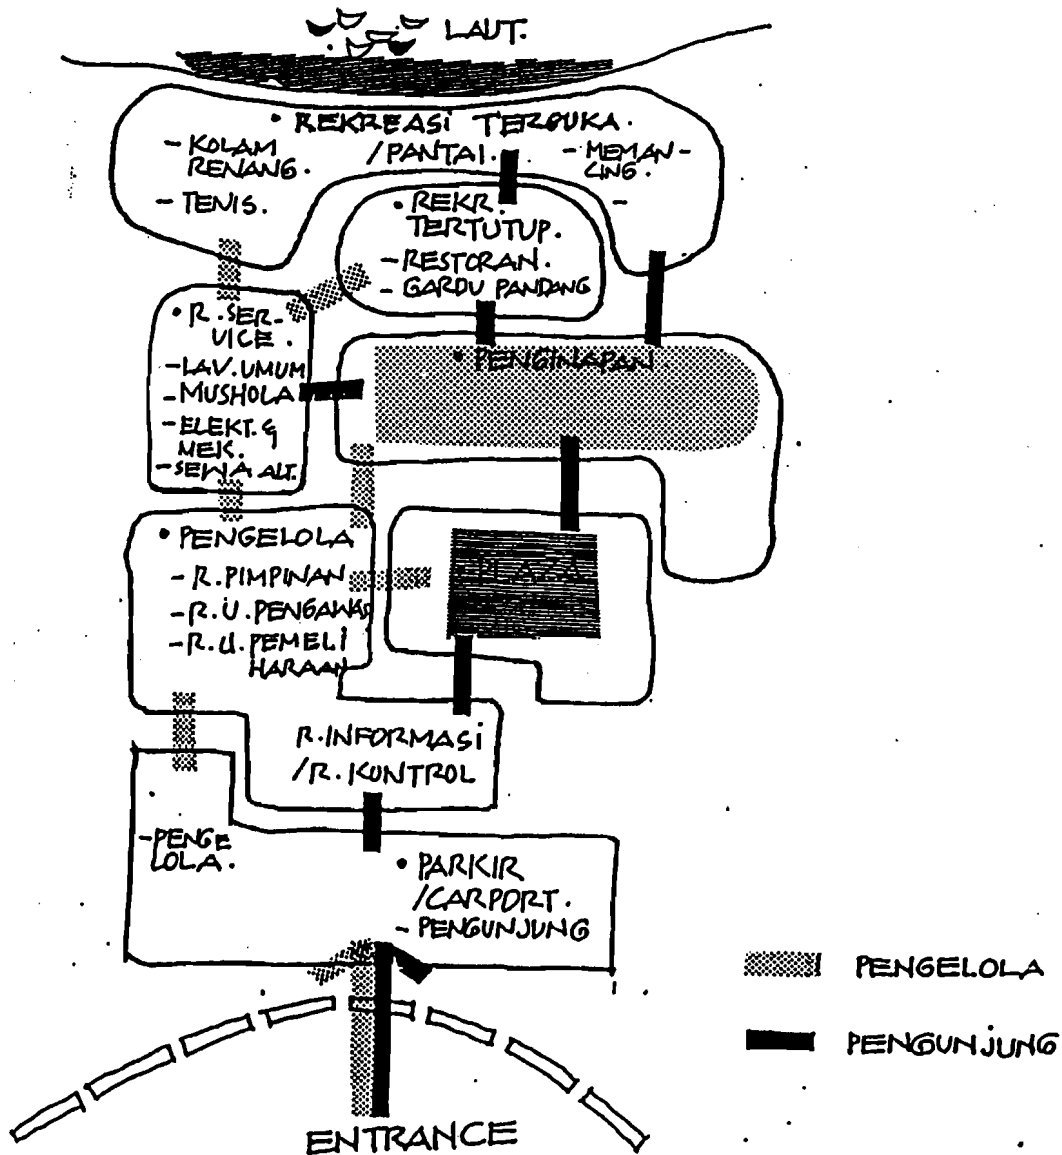 LAUT.
• REKREASI TERBUKA.
/PANTAI.
- KOLAM
RENANG.
- TENIS.
- MEMAN-
CING.
-
• REKR.
TERTUTUP.
- RESTORAN.
- GARDU PANDANG
• R. SER-
VICE.
- LAV. UMUM
- MUSHOLA
- ELEKT. &
MEK.
- SEWA ALT.
• PENGINAPAN
• PENGELOLA
- R. PIMPINAN
- R.U. PENGAWAS
- R.U. PEMELI
HARAAN
PLAZA
R. INFORMASI
/R. KONTROL
- PENGE
LOLA.
• PARKIR
/CARPORT.
- PENGUNJUNG
PENGELOLA
PENGUNJUNG
ENTRANCE